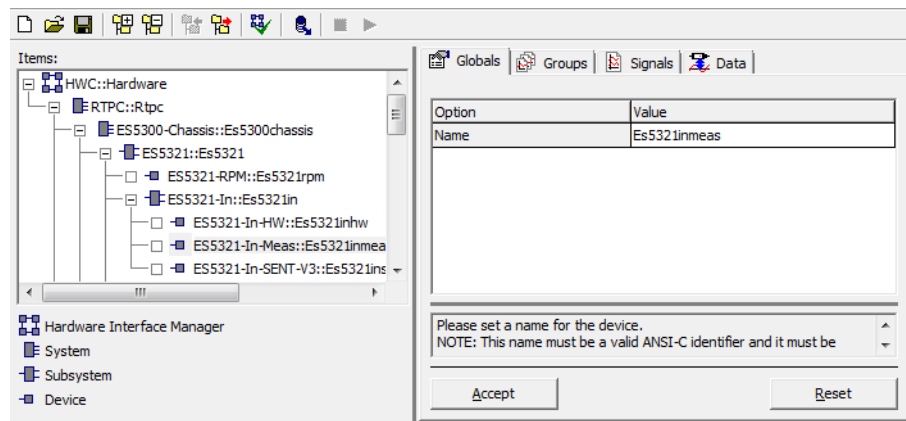 Items:
HWC::Hardware
RTPC::Rtpc
ES5300-Chassis::Es5300chassis
ES5321::Es5321
ES5321-RPM::Es5321rpm
ES5321-In::Es5321in
ES5321-In-HW::Es5321inhw
ES5321-In-Meas::Es5321inmea
ES5321-In-SENT-V3::Es5321ins
Hardware Interface Manager
System
Subsystem
Device
Globals Groups Signals Data
Option Value
Name Es5321inmeas
Please set a name for the device.
NOTE: This name must be a valid ANSI-C identifier and it must be
Accept Reset